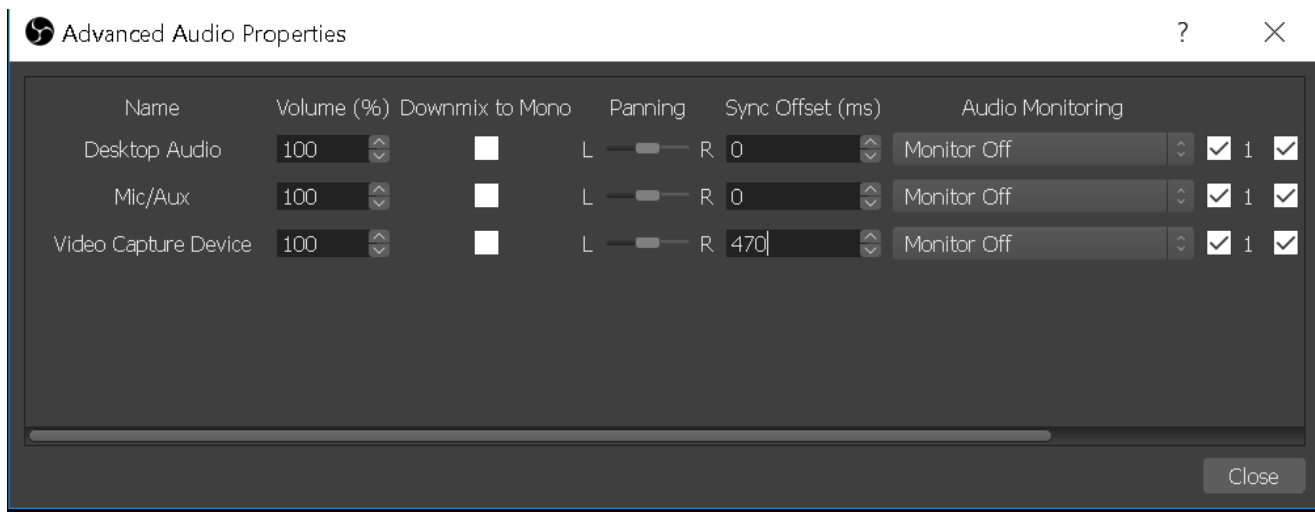 Advanced Audio Properties ?
Name Volume (%) Downmix to Mono Panning Sync Offset (ms) Audio Monitoring
Desktop Audio 100 L R 0 Monitor Off 1
Mic/Aux 100 L R 0 Monitor Off 1
Video Capture Device 100 L R 470 Monitor Off 1
Close